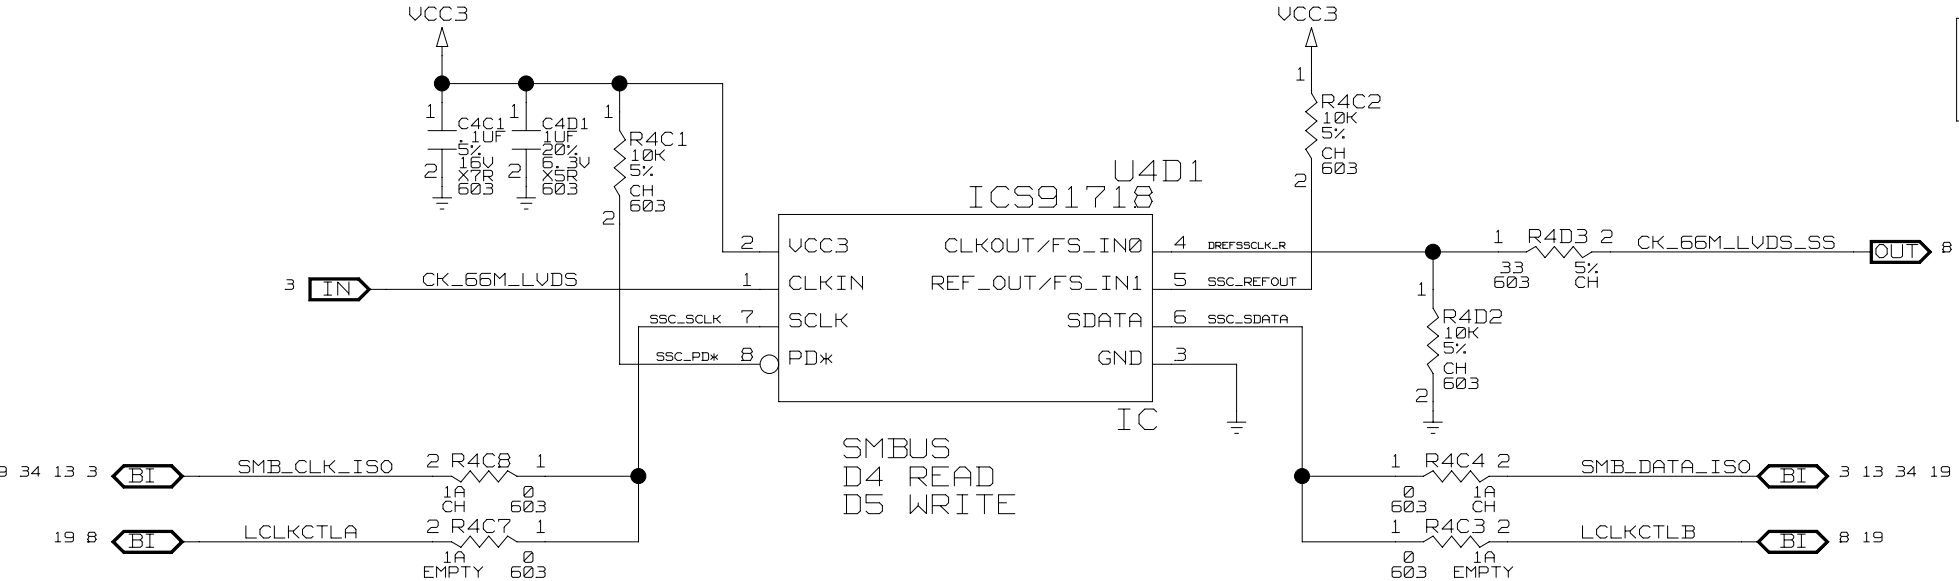 VCC3
VCC3
1
1
1
1
C4C1
.1UF
5%
16V
X7R
603
2
C4D1
.1UF
20%
6.3V
X5R
603
2
R4C1
10K
5%
CH
603
2
R4C2
10K
5%
CH
603
2
U4D1
ICS91718
2 VCC3
CLKOUT/FS_IN0 4 DREFSSCLK_R
1 R4D3 2 CK_66M_LVDS_SS OUT 8
33
603
5%
CH
3 IN CK_66M_LVDS 1 CLKIN
REF_OUT/FS_IN1 5 SSC_REFOUT
SSC_SCLK 7 SCLK
SDATA 6 SSC_SDATA
1
R4D2
10K
5%
CH
603
2
SSC_PD* 8 PD*
GND 3
IC
SMBUS
D4 READ
D5 WRITE
9 34 13 3 BI SMB_CLK_ISO 2 R4C8 1
1A
CH
0
603
19 8 BI LCLKCTLA 2 R4C7 1
1A
EMPTY
0
603
1 R4C4 2 SMB_DATA_ISO BI 3 13 34 19
0
603
1A
CH
1 R4C3 2 LCLKCTLB BI 8 19
0
603
1A
EMPTY